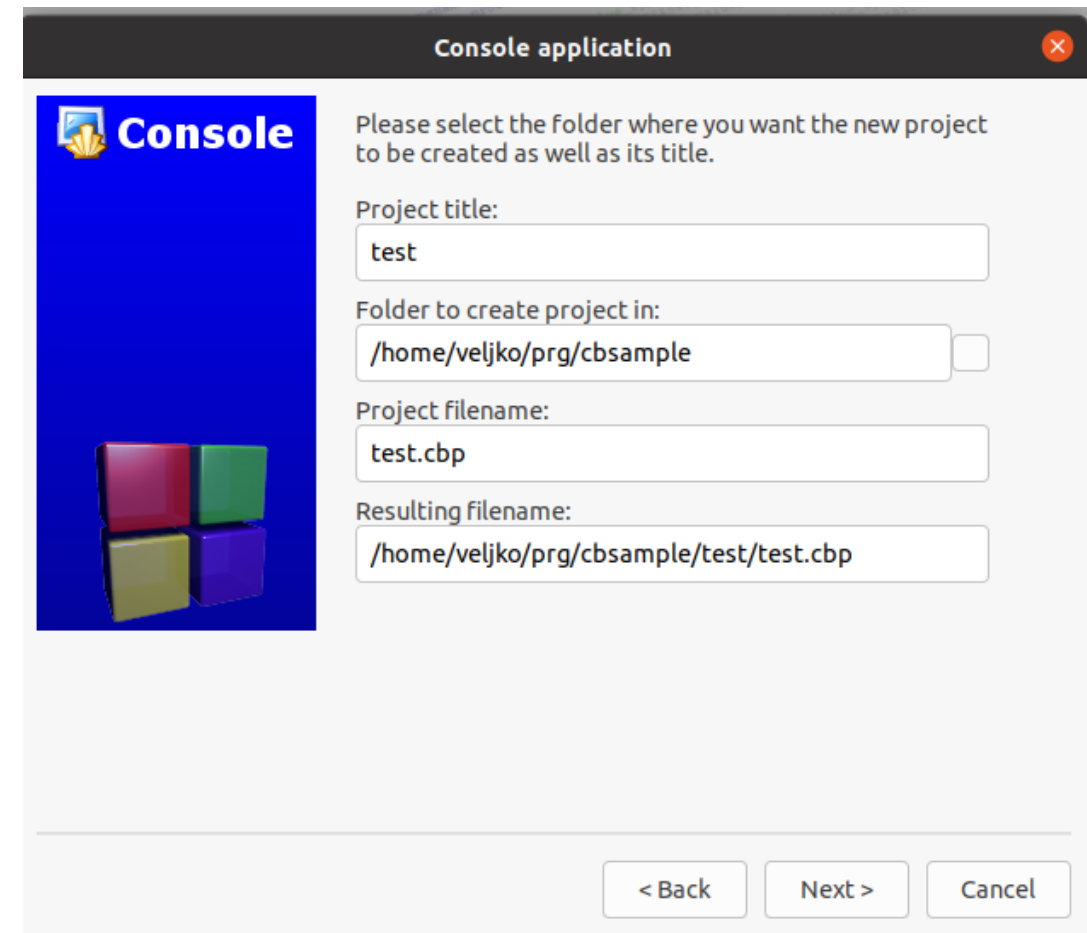 Console application
Console
Please select the folder where you want the new project
to be created as well as its title.
Project title:
test
Folder to create project in:
/home/veljko/prg/cbsample
Project filename:
test.cbp
Resulting filename:
/home/veljko/prg/cbsample/test/test.cbp
< Back
Next >
Cancel